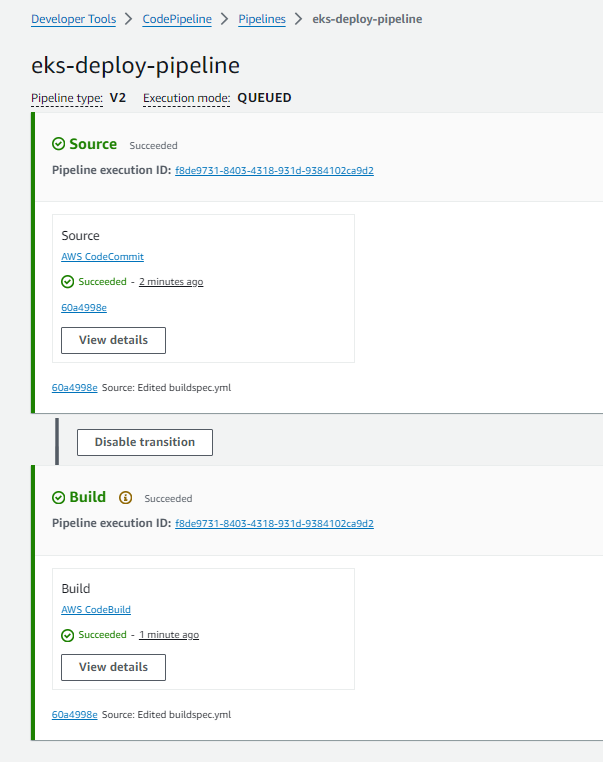 Developer Tools > CodePipeline > Pipelines > eks-deploy-pipeline
eks-deploy-pipeline
Pipeline type: V2 Execution mode: QUEUED
Source Succeeded
Pipeline execution ID: f8de9731-8403-4318-931d-9384102ca9d2
Source
AWS CodeCommit
Succeeded - 2 minutes ago
60a4998e
View details
60a4998e Source: Edited buildspec.yml
Disable transition
Build Succeeded
Pipeline execution ID: f8de9731-8403-4318-931d-9384102ca9d2
Build
AWS CodeBuild
Succeeded - 1 minute ago
View details
60a4998e Source: Edited buildspec.yml